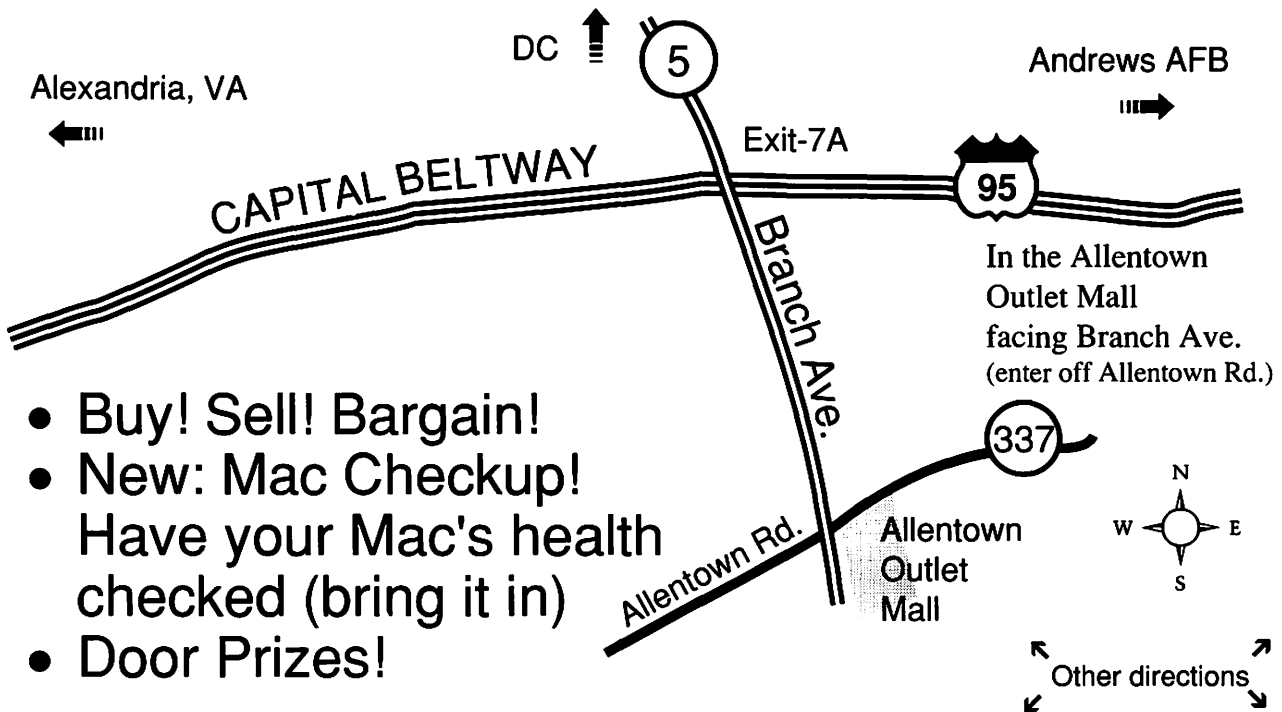 DC
5
Andrews AFB
Alexandria, VA
Exit-7A
CAPITAL BELTWAY
95
Branch Ave.
In the Allentown
Outlet Mall
facing Branch Ave.
(enter off Allentown Rd.)
• Buy! Sell! Bargain!
• New: Mac Checkup!
Have your Mac's health
checked (bring it in)
• Door Prizes!
337
Allentown Rd.
Allentown
Outlet
Mall
N
W E
S
Other directions